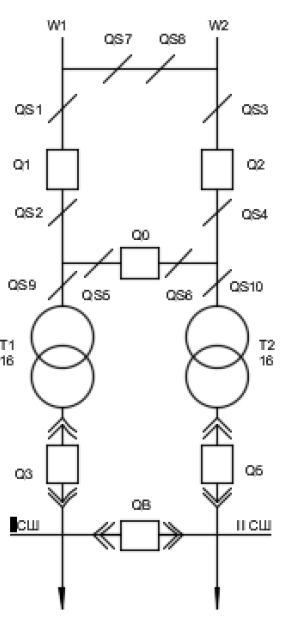 W1 W2
QS7 QS8
QS1 QS3
Q1 Q2
QS2 QS4
Q0
QS9 QS5 QS6 QS10
T1 T2
16 16
Q3 Q5
QB
СШ II СШ